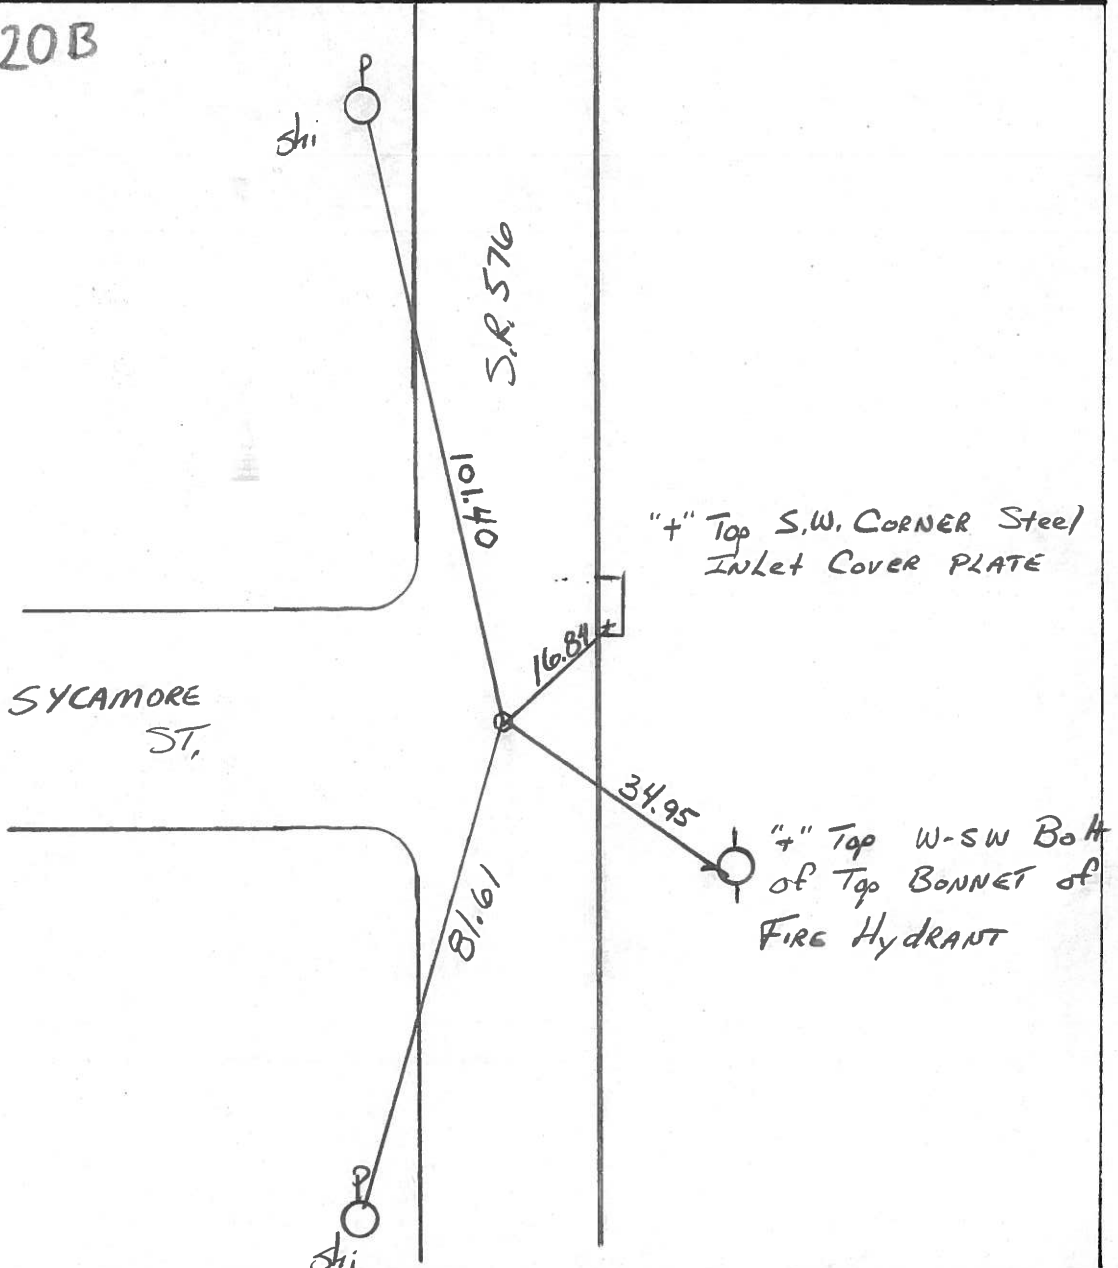 20B
P
shi
S.R. 576
101.40
"+" Top S.W. CORNER Steel
INLet COVER PLATE
+
16.84
SYCAMORE
ST.
34.95
"+" Top W-SW Bolt
of Top BONNET of
FIRE HydRANT
81.61
P
shi